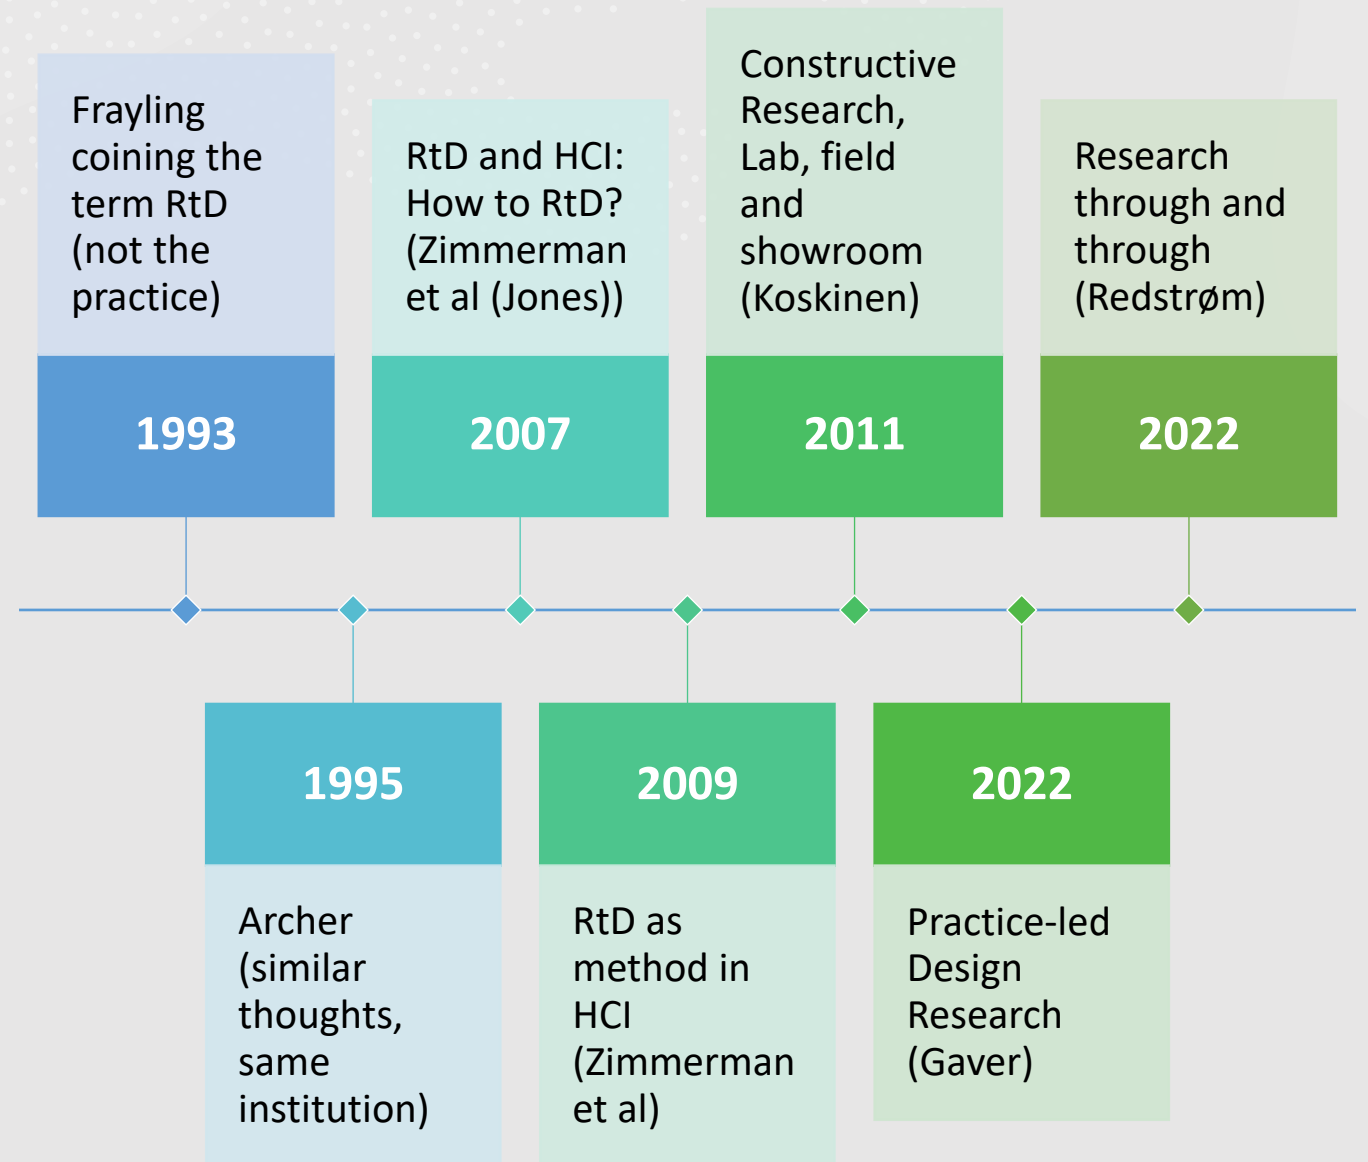 Frayling
coining the
term RtD
(not the
practice)
1993
Archer
(similar
thoughts,
same
institution)
1995
RtD and HCI:
How to RtD?
(Zimmerman
et al (Jones))
2007
RtD as
method in
HCI
(Zimmerman
et al)
2009
Constructive
Research,
Lab, field
and
showroom
(Koskinen)
2011
Practice-led
Design
Research
(Gaver)
2022
Research
through and
through
(Redstrøm)
2022